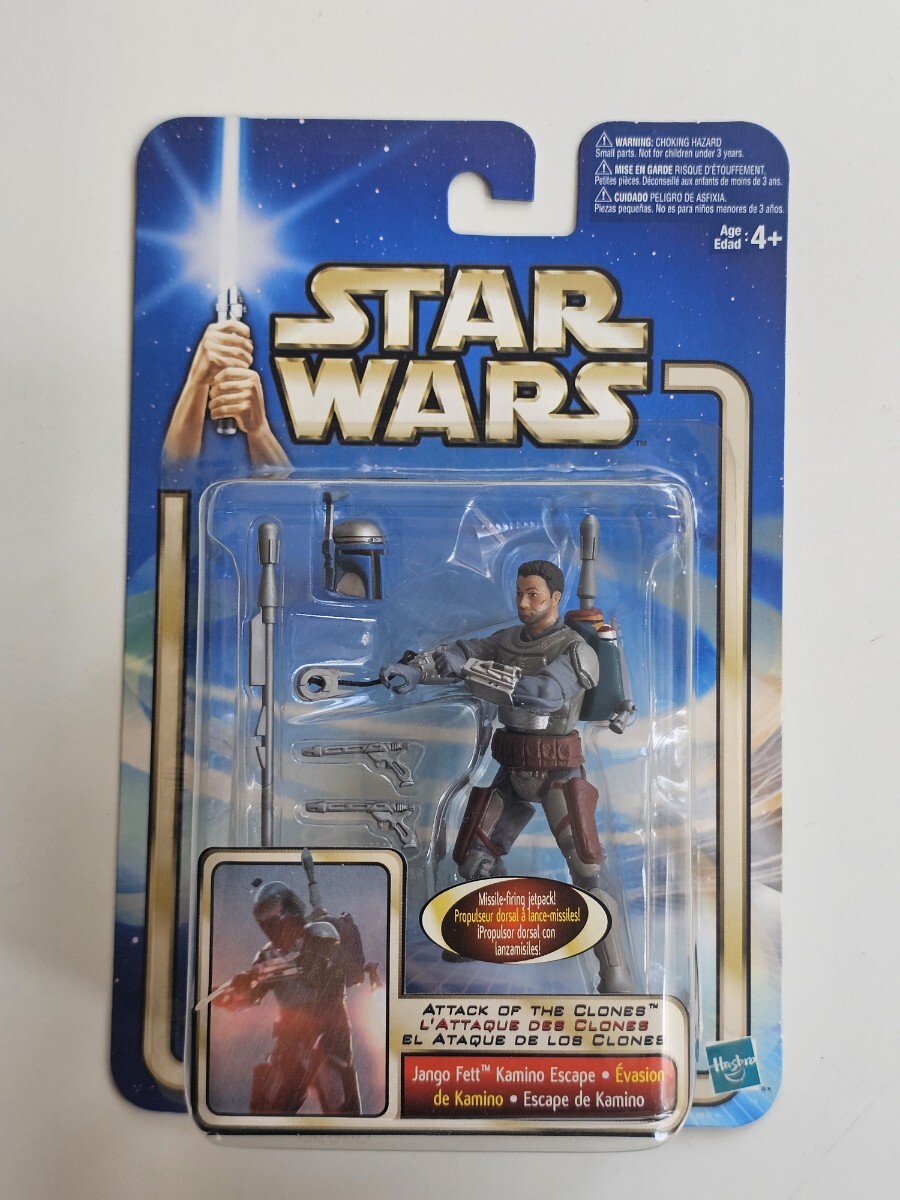 WARNING: CHOKING HAZARD
Small parts. Not for children under 3 years.
MISE EN GARDE RISQUE D'ÉTOUFFEMENT.
Petites pièces. Déconseillé aux enfants de moins de 3 ans.
CUIDADO PELIGRO DE ASFIXIA.
Piezas pequeñas. No es para niños menores de 3 años.
Age
Edad : 4+
STAR
WARS™
Missile-firing jetpack!
Propulseur dorsal à lance-missiles!
¡Propulsor dorsal con
lanzamisiles!
ATTACK OF THE CLONES™
L'ATTAQUE DES CLONES
EL ATAQUE DE LOS CLONES
Jango Fett™ Kamino Escape • Évasion
de Kamino • Escape de Kamino
Hasbro